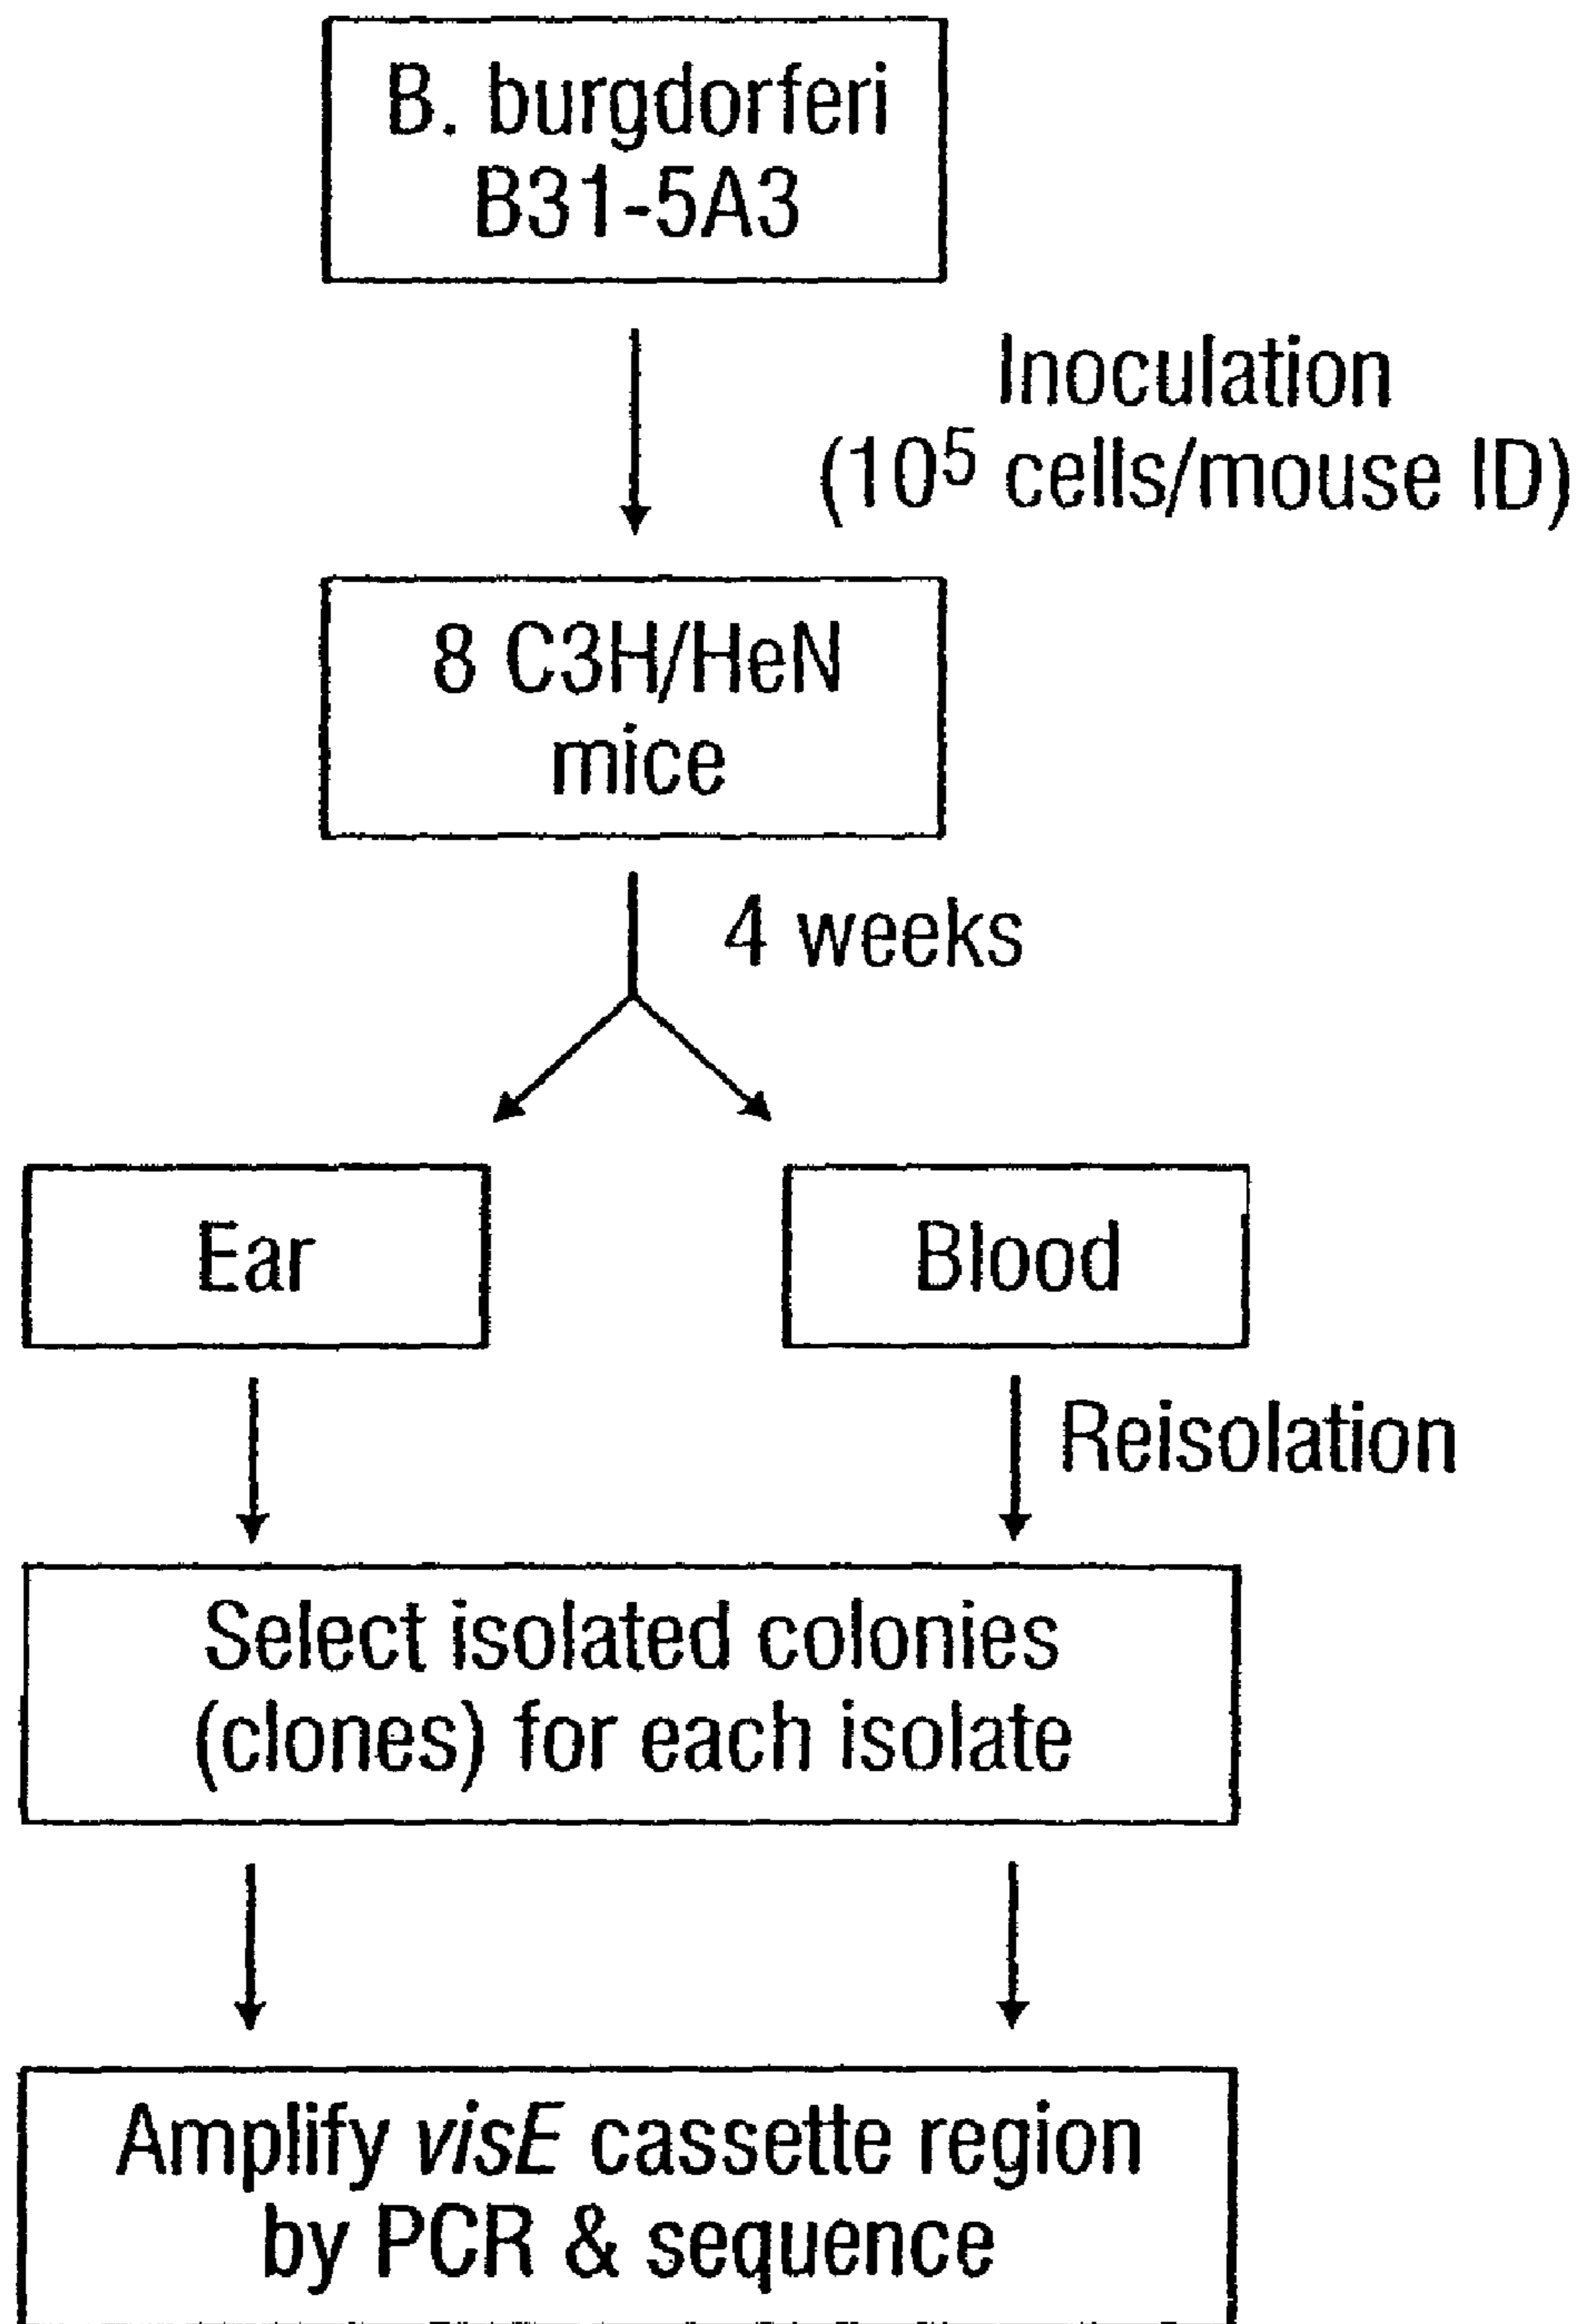 B. burgdorferi
B31-5A3
Inoculation
(10⁵ cells/mouse ID)
8 C3H/HeN
mice
4 weeks
Ear
Blood
Reisolation
Select isolated colonies
(clones) for each isolate
Amplify visE cassette region
by PCR & sequence